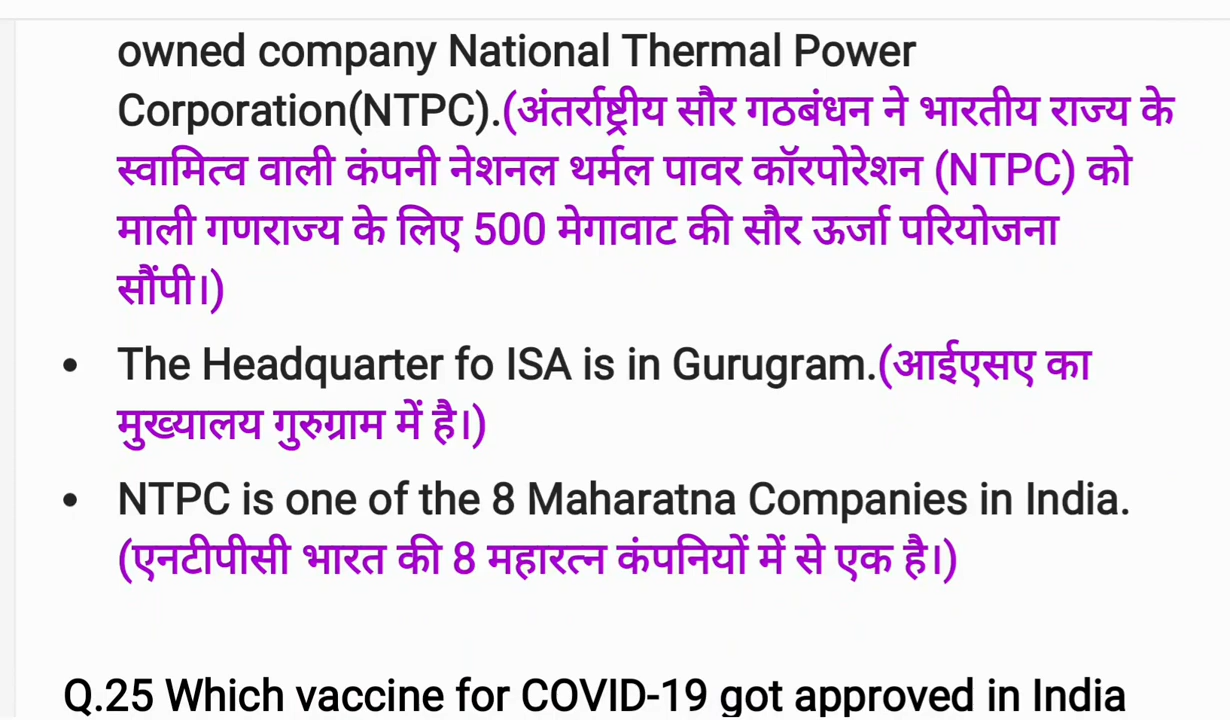 owned company National Thermal Power
Corporation(NTPC).(अंतर्राष्ट्रीय सौर गठबंधन ने भारतीय राज्य के
स्वामित्व वाली कंपनी नेशनल थर्मल पावर कॉरपोरेशन (NTPC) को
माली गणराज्य के लिए 500 मेगावाट की सौर ऊर्जा परियोजना
सौंपी।)
• The Headquarter fo ISA is in Gurugram.(आईएसए का
मुख्यालय गुरुग्राम में है।)
• NTPC is one of the 8 Maharatna Companies in India.
(एनटीपीसी भारत की 8 महारत्न कंपनियों में से एक है।)
Q.25 Which vaccine for COVID-19 got approved in India